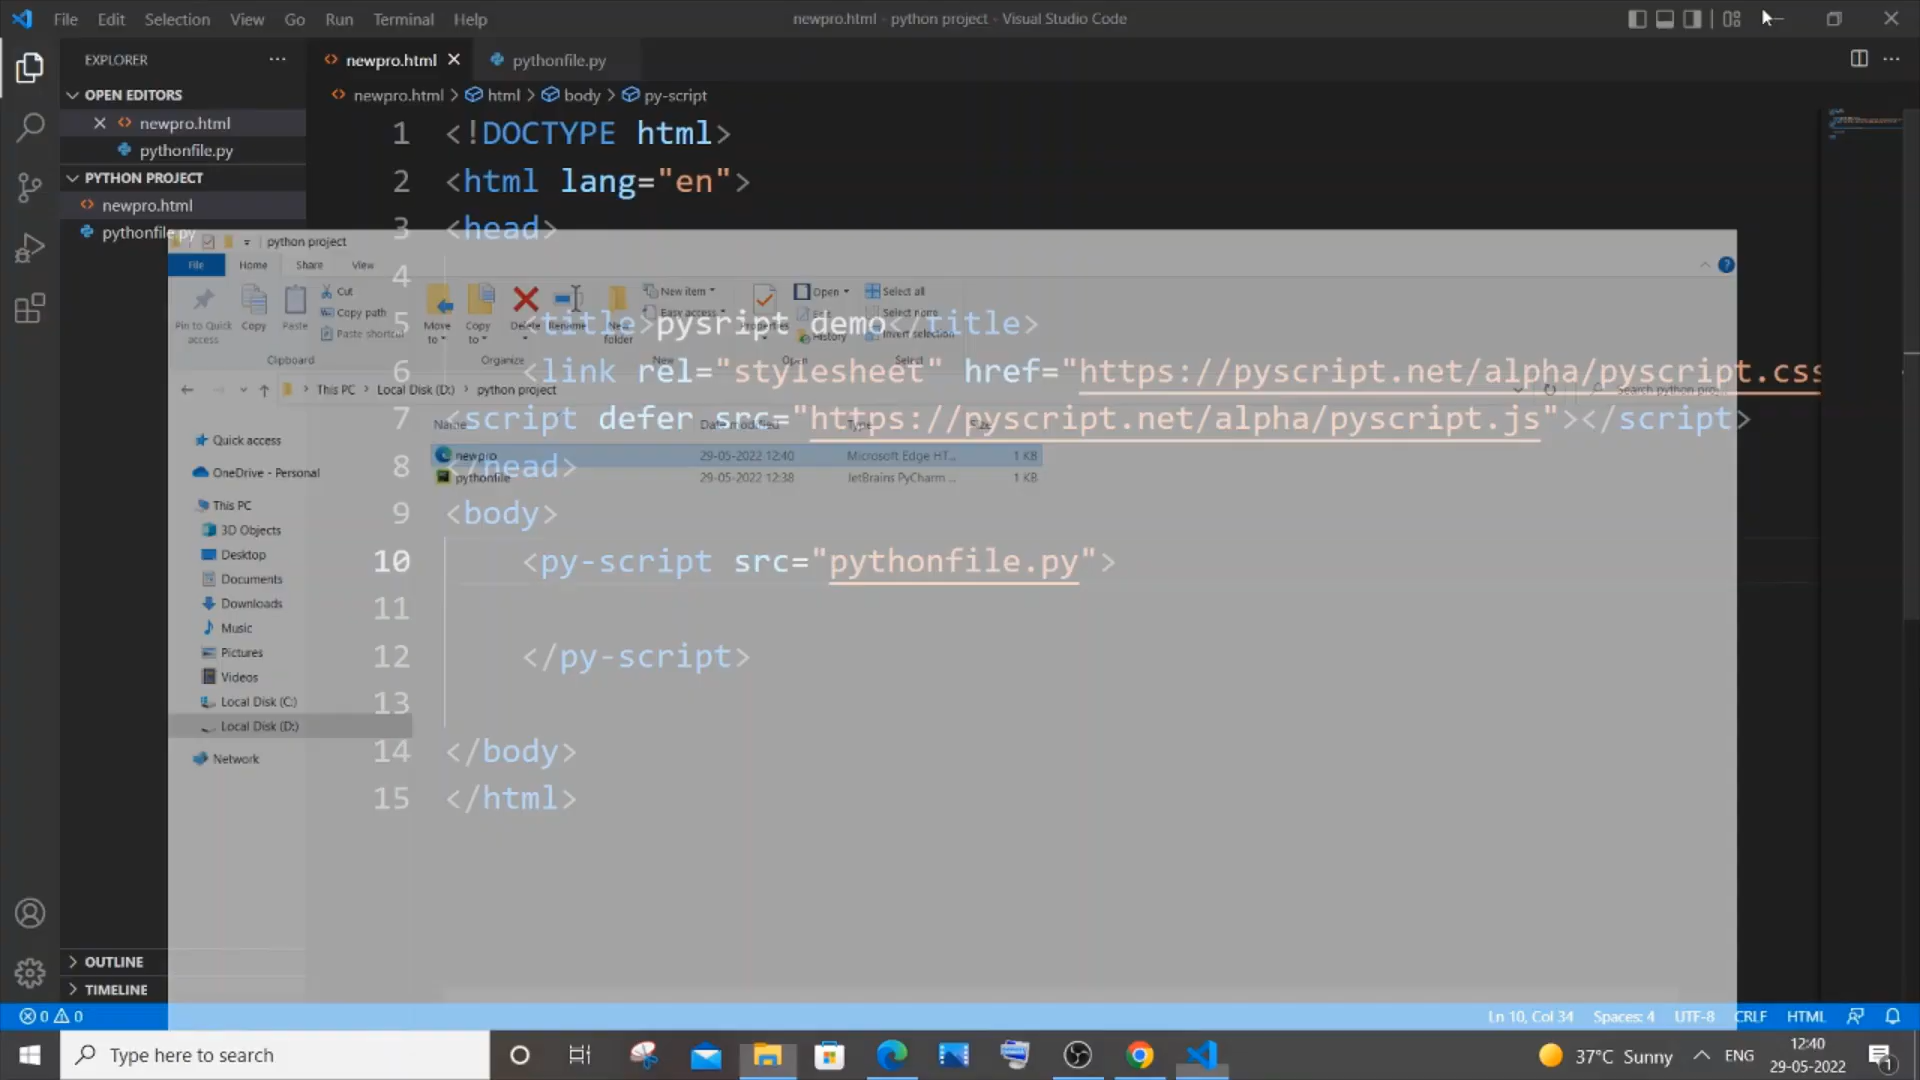 File Edit Selection View Go Run Terminal Help
newpro.html - python project - Visual Studio Code
EXPLORER
newpro.html
pythonfile.py
OPEN EDITORS
newpro.html > html > body > py-script
newpro.html
pythonfile.py
PYTHON PROJECT
newpro.html
pythonfile.py
1 <!DOCTYPE html>
2 <html lang="en">
3 <head>
4
5 <title>pysript demo</title>
6 <link rel="stylesheet" href="https://pyscript.net/alpha/pyscript.css
7 <script defer src="https://pyscript.net/alpha/pyscript.js"></script>
8 </head>
9 <body>
10 <py-script src="pythonfile.py">
11
12 </py-script>
13
14 </body>
15 </html>
python project
File Home Share View
Pin to Quick access
Copy
Paste
Cut
Copy path
Paste shortcut
Clipboard
Move to
Copy to
Delete
Rename
Organize
New folder
New item
Easy access
New
Properties
Open
Edit
History
Open
Select all
Select none
Invert selection
Select
This PC > Local Disk (D:) > python project
Search python proj
Name Date modified Type Size
newpro 29-05-2022 12:40 Microsoft Edge HT... 1 KB
pythonfile 29-05-2022 12:38 JetBrains PyCharm ... 1 KB
Quick access
OneDrive - Personal
This PC
3D Objects
Desktop
Documents
Downloads
Music
Pictures
Videos
Local Disk (C:)
Local Disk (D:)
Network
OUTLINE
TIMELINE
0 0
Ln 10, Col 34 Spaces: 4 UTF-8 CRLF HTML
Type here to search
37°C Sunny
ENG
12:40
29-05-2022
1